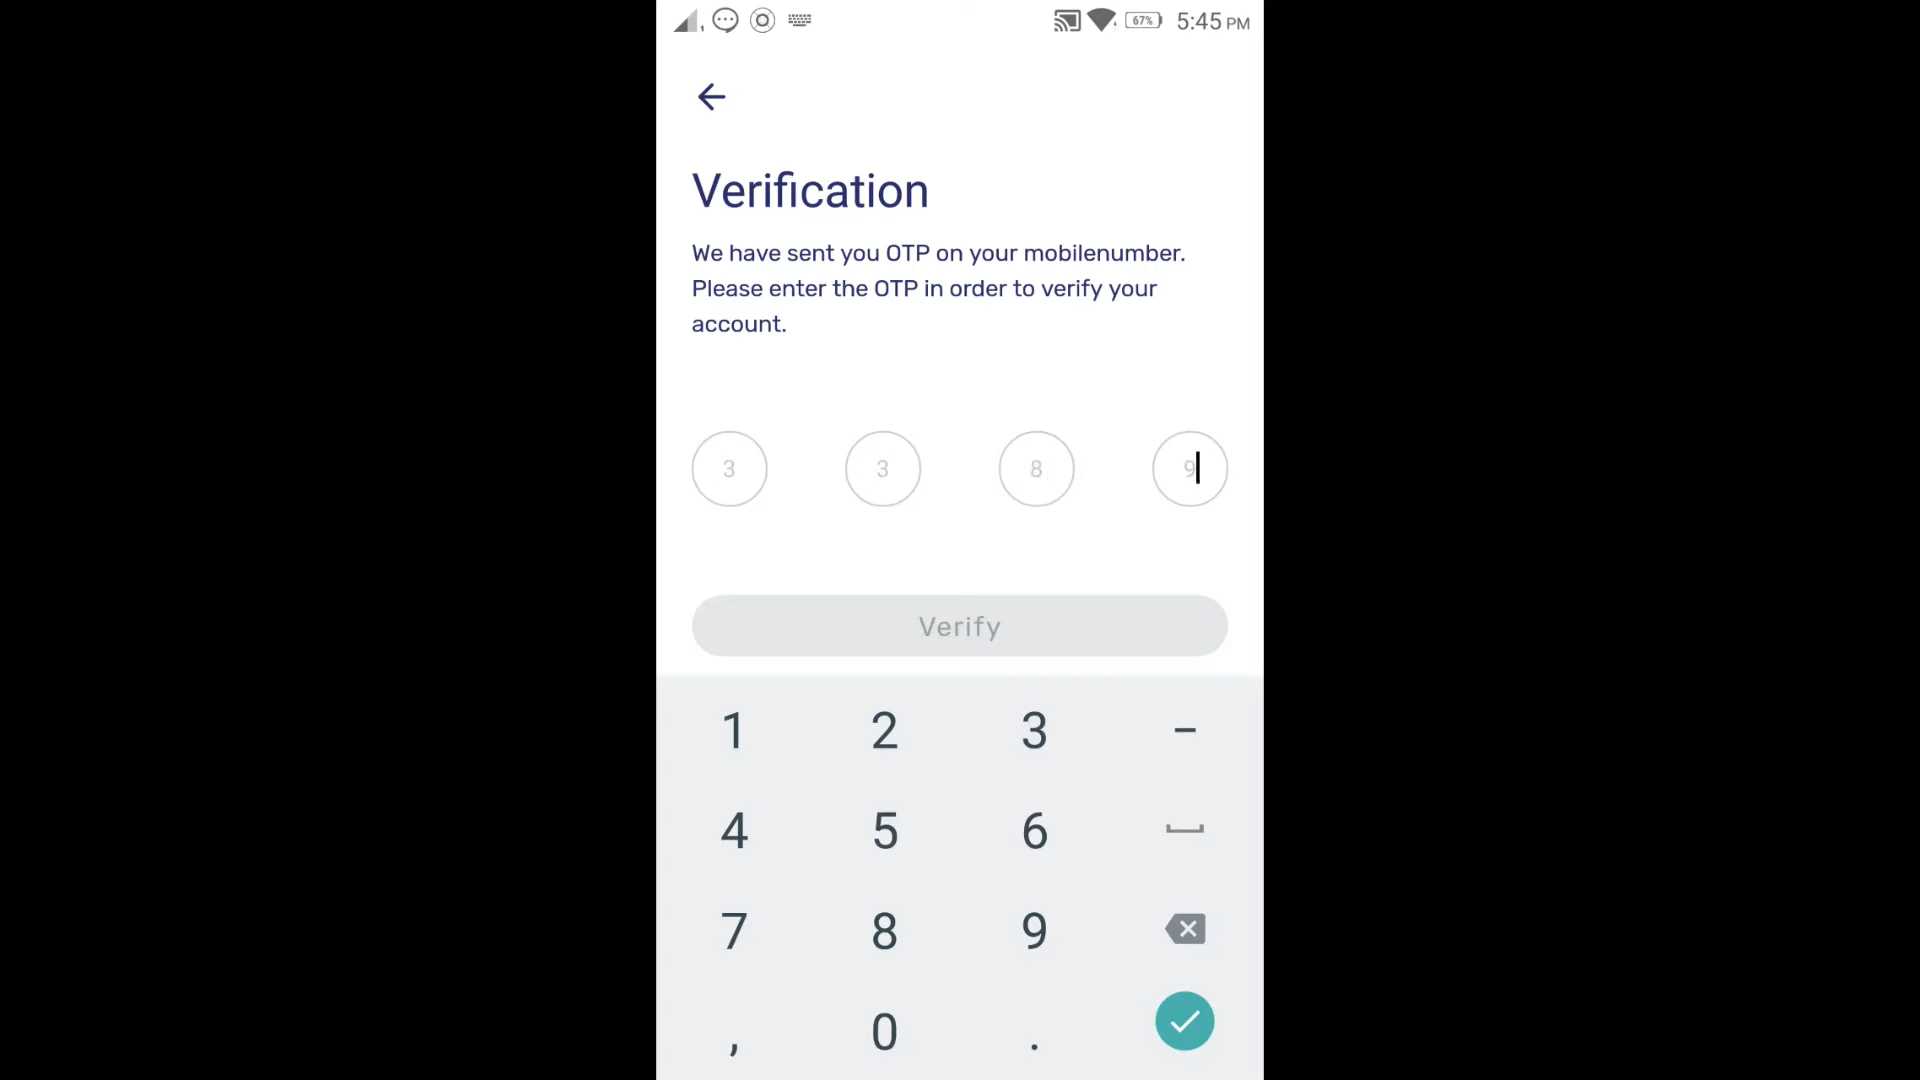 67% 5:45 PM
Verification
We have sent you OTP on your mobilenumber.
Please enter the OTP in order to verify your
account.
3 3 8 9
Verify
1 2 3 -
4 5 6
7 8 9
, 0 .